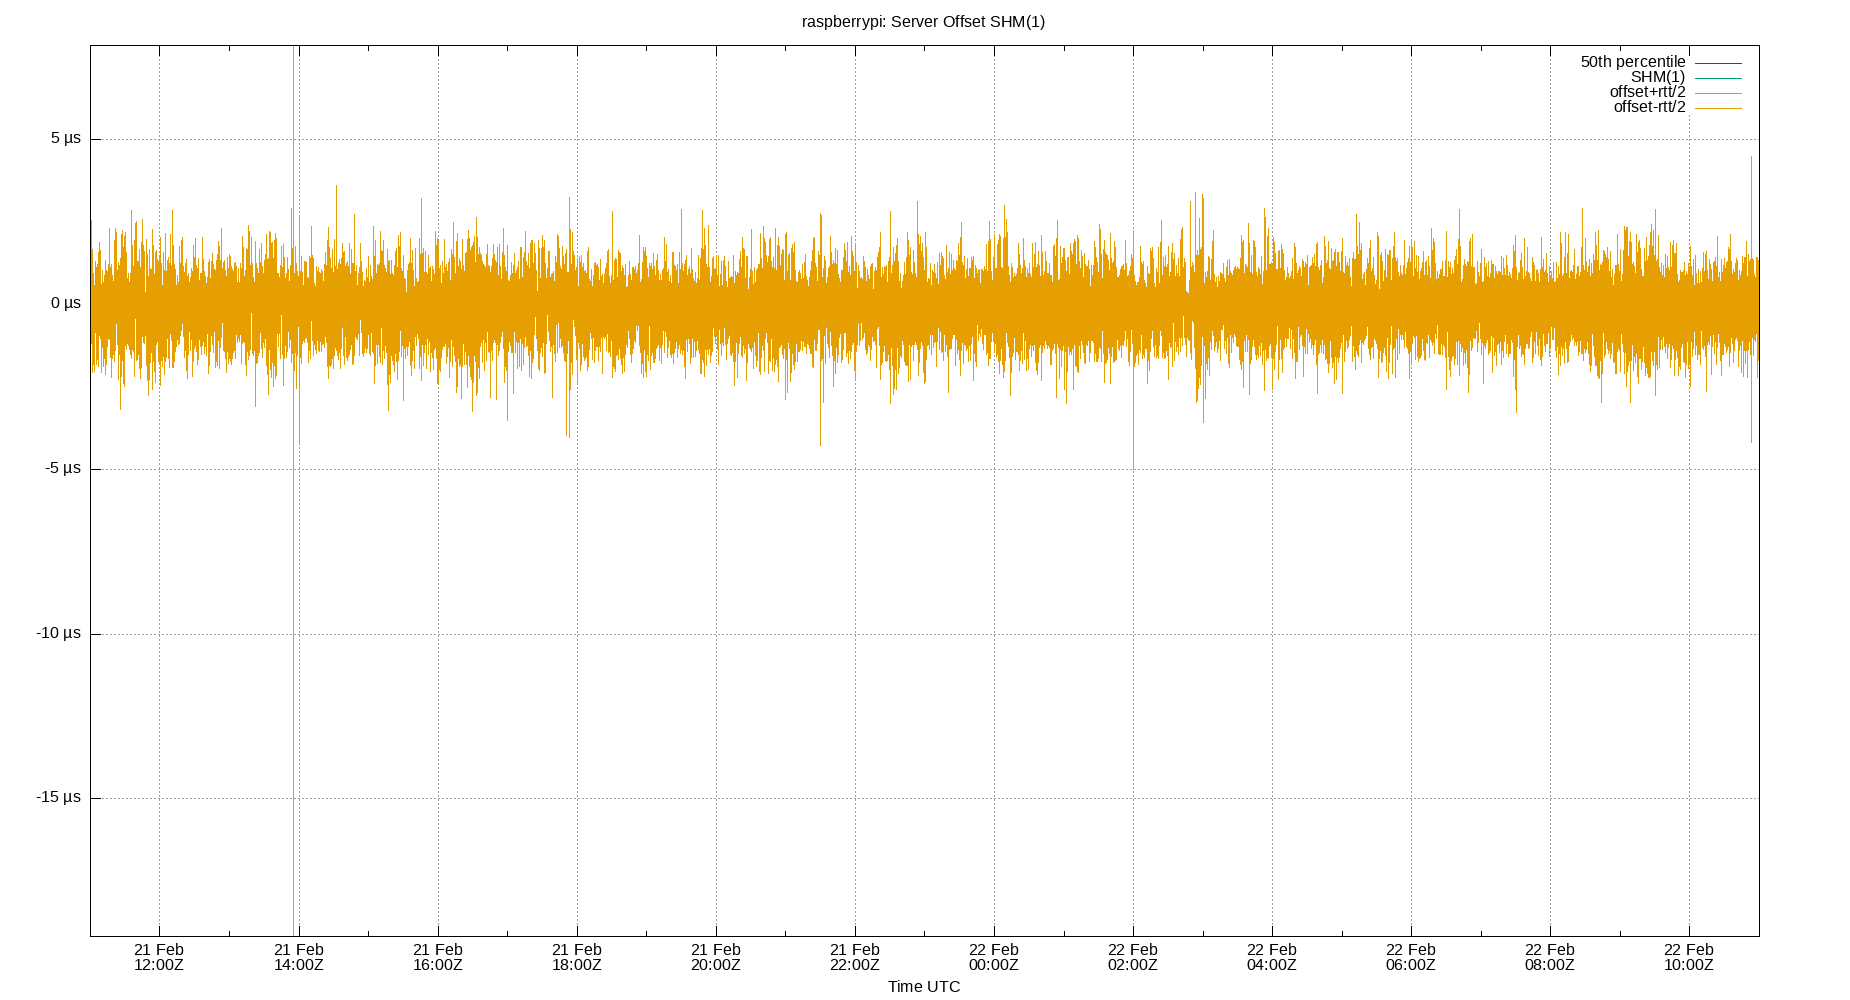 raspberrypi: Server Offset SHM(1)
50th percentile
SHM(1)
offset+rtt/2
offset-rtt/2
5 µs
0 µs
-5 µs
-10 µs
-15 µs
21 Feb 21 Feb 21 Feb 21 Feb 21 Feb 21 Feb 22 Feb 22 Feb 22 Feb 22 Feb 22 Feb 22 Feb
12:00Z 14:00Z 16:00Z 18:00Z 20:00Z 22:00Z 00:00Z 02:00Z 04:00Z 06:00Z 08:00Z 10:00Z
Time UTC